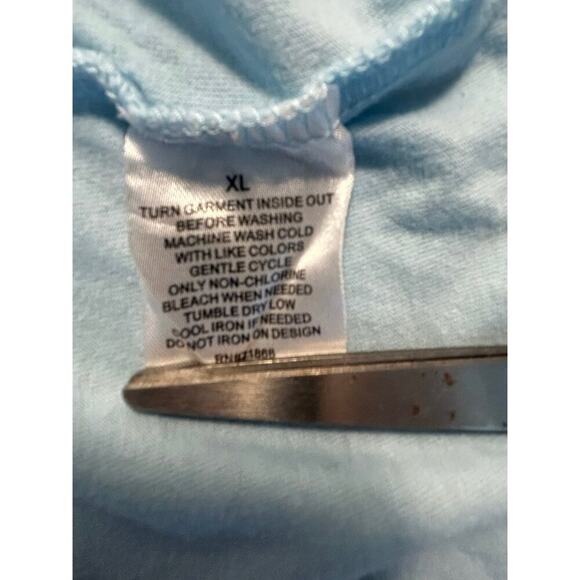 XL
TURN GARMENT INSIDE OUT
BEFORE WASHING
MACHINE WASH COLD
WITH LIKE COLORS
GENTLE CYCLE
ONLY NON-CHLORINE
BLEACH WHEN NEEDED
TUMBLE DRY LOW
COOL IRON IF NEEDED
DO NOT IRON ON DESIGN